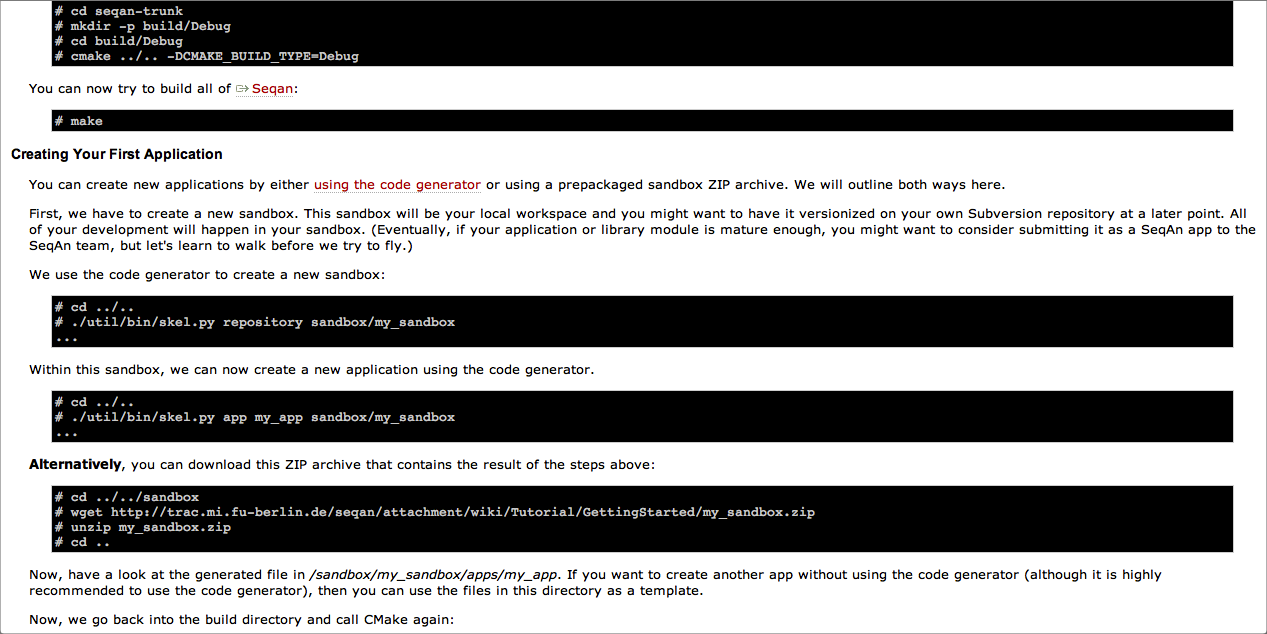 # cd seqan-trunk
# mkdir -p build/Debug
# cd build/Debug
# cmake ../.. -DCMAKE_BUILD_TYPE=Debug
You can now try to build all of Seqan:
# make
Creating Your First Application
You can create new applications by either using the code generator or using a prepackaged sandbox ZIP archive. We will outline both ways here.
First, we have to create a new sandbox. This sandbox will be your local workspace and you might want to have it versionized on your own Subversion repository at a later point. All
of your development will happen in your sandbox. (Eventually, if your application or library module is mature enough, you might want to consider submitting it as a SeqAn app to the
SeqAn team, but let's learn to walk before we try to fly.)
We use the code generator to create a new sandbox:
# cd ../..
# ./util/bin/skel.py repository sandbox/my_sandbox
...
Within this sandbox, we can now create a new application using the code generator.
# cd ../..
# ./util/bin/skel.py app my_app sandbox/my_sandbox
...
Alternatively, you can download this ZIP archive that contains the result of the steps above:
# cd ../../sandbox
# wget http://trac.mi.fu-berlin.de/seqan/attachment/wiki/Tutorial/GettingStarted/my_sandbox.zip
# unzip my_sandbox.zip
# cd ..
Now, have a look at the generated file in /sandbox/my_sandbox/apps/my_app. If you want to create another app without using the code generator (although it is highly
recommended to use the code generator), then you can use the files in this directory as a template.
Now, we go back into the build directory and call CMake again: